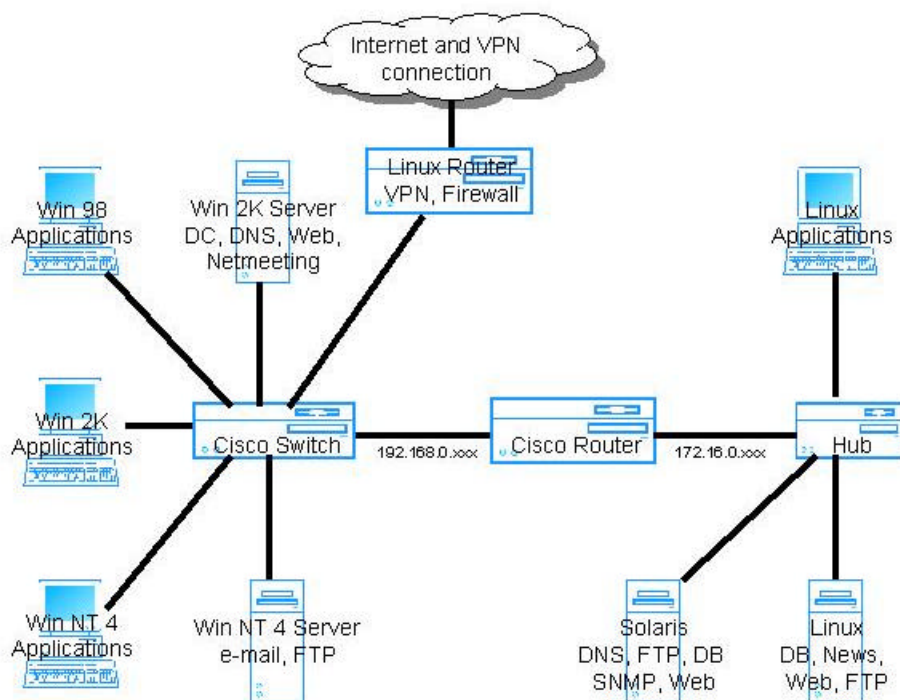 Internet and VPN
connection
Linux Router
VPN, Firewall
Win 98
Applications
Win 2K Server
DC, DNS, Web,
Netmeeting
Linux
Applications
Win 2K
Applications
Cisco Switch
192.168.0.xxx
Cisco Router
172.16.0.xxx
Hub
Win NT 4
Applications
Win NT 4 Server
e-mail, FTP
Solaris
DNS, FTP, DB
SNMP, Web
Linux
DB, News,
Web, FTP